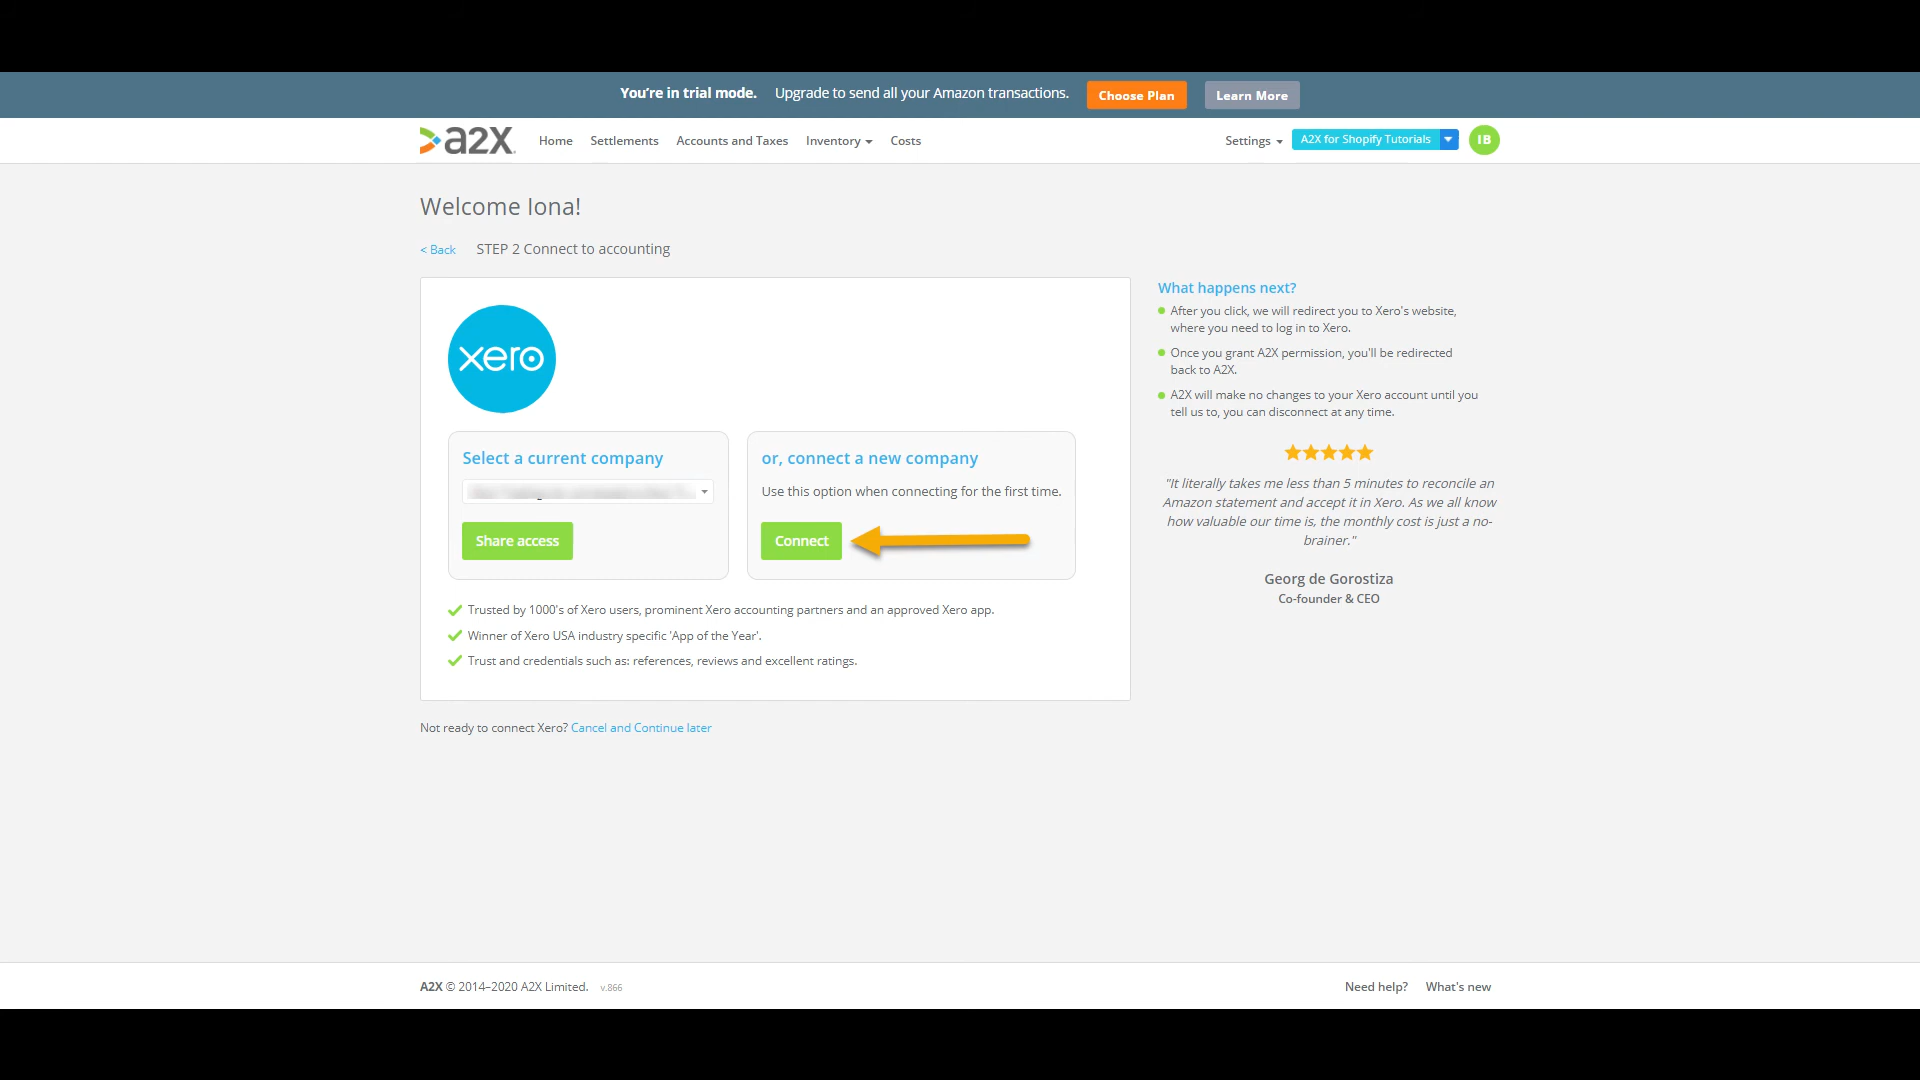 You're in trial mode. Upgrade to send all your Amazon transactions. Choose Plan Learn More
a2X Home Settlements Accounts and Taxes Inventory Costs Settings A2X for Shopify Tutorials IB
Welcome Iona!
< Back STEP 2 Connect to accounting
xero
Select a current company
Share access
or, connect a new company
Use this option when connecting for the first time.
Connect
Trusted by 1000's of Xero users, prominent Xero accounting partners and an approved Xero app.
Winner of Xero USA industry specific 'App of the Year'.
Trust and credentials such as: references, reviews and excellent ratings.
Not ready to connect Xero? Cancel and Continue later
What happens next?
After you click, we will redirect you to Xero's website,
where you need to log in to Xero.
Once you grant A2X permission, you'll be redirected
back to A2X.
A2X will make no changes to your Xero account until you
tell us to, you can disconnect at any time.
"It literally takes me less than 5 minutes to reconcile an
Amazon statement and accept it in Xero. As we all know
how valuable our time is, the monthly cost is just a no-
brainer."
Georg de Gorostiza
Co-founder & CEO
A2X © 2014–2020 A2X Limited. v.866
Need help? What's new